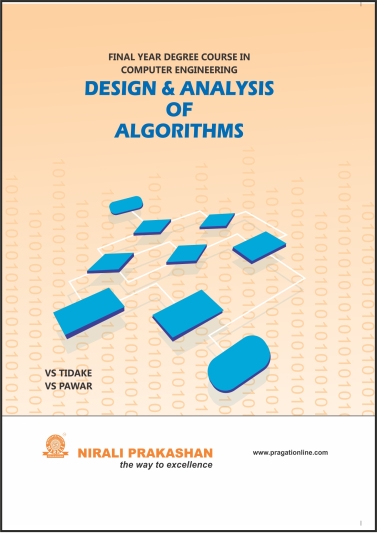 FINAL YEAR DEGREE COURSE IN
COMPUTER ENGINEERING
DESIGN & ANALYSIS
OF
ALGORITHMS
VS TIDAKE
VS PAWAR
NIRALI PRAKASHAN
the way to excellence
www.pragationline.com